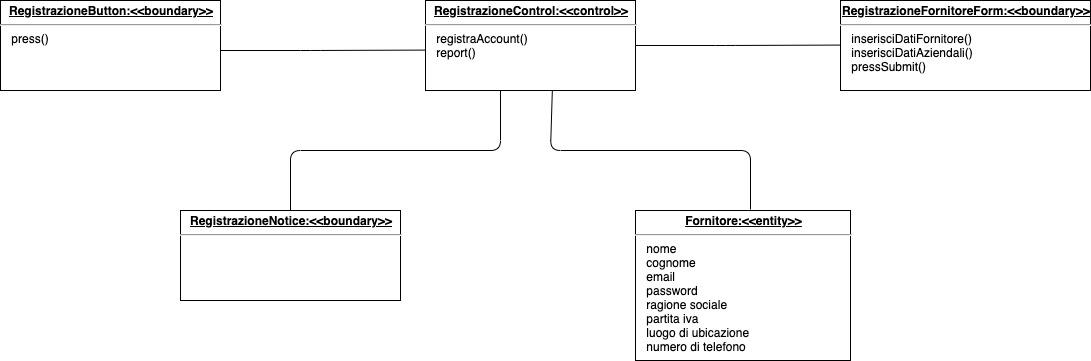 RegistrazioneButton:<<boundary>>
press()
RegistrazioneControl:<<control>>
registraAccount()
report()
RegistrazioneFornitoreForm:<<boundary>>
inserisciDatiFornitore()
inserisciDatiAziendali()
pressSubmit()
RegistrazioneNotice:<<boundary>>
Fornitore:<<entity>>
nome
cognome
email
password
ragione sociale
partita iva
luogo di ubicazione
numero di telefono